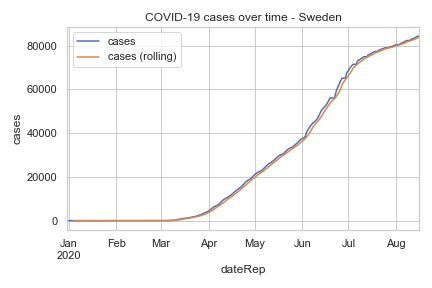 COVID-19 cases over time - Sweden
cases
cases (rolling)
80000
60000
40000
20000
0
cases
Jan Feb Mar Apr May Jun Jul Aug
2020
dateRep